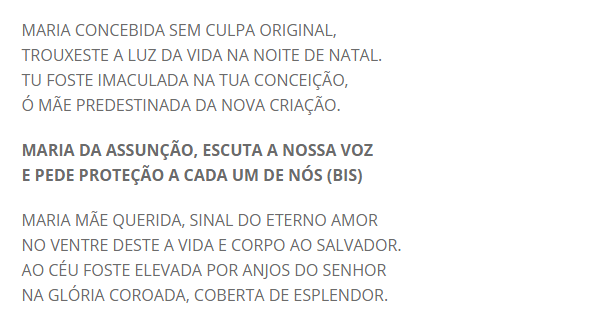 MARIA CONCEBIDA SEM CULPA ORIGINAL,
TROUXESTE A LUZ DA VIDA NA NOITE DE NATAL.
TU FOSTE IMACULADA NA TUA CONCEIÇÃO,
Ó MÃE PREDESTINADA DA NOVA CRIAÇÃO.
MARIA DA ASSUNÇÃO, ESCUTA A NOSSA VOZ
E PEDE PROTEÇÃO A CADA UM DE NÓS (BIS)
MARIA MÃE QUERIDA, SINAL DO ETERNO AMOR
NO VENTRE DESTE A VIDA E CORPO AO SALVADOR.
AO CÉU FOSTE ELEVADA POR ANJOS DO SENHOR
NA GLÓRIA COROADA, COBERTA DE ESPLENDOR.